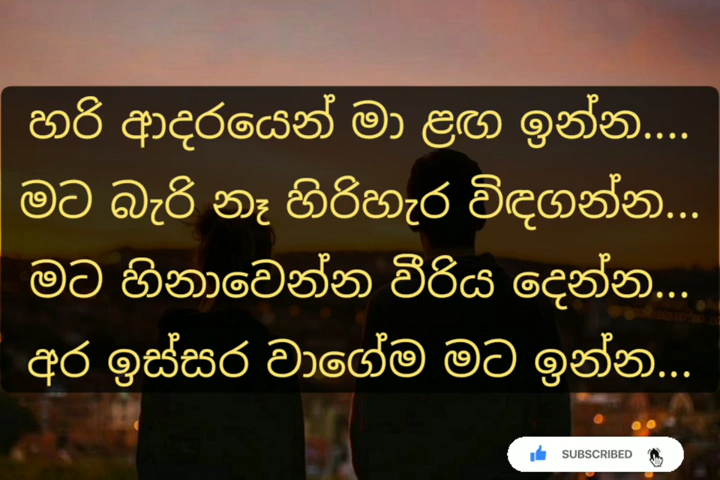 හරි ආදරයෙන් මා ළඟ ඉන්න....
මට බැරි නෑ හිරිහැර විඳගන්න...
මට හිනාවෙන්න වීරිය දෙන්න...
අර ඉස්සර වාගේම මට ඉන්න...
SUBSCRIBED